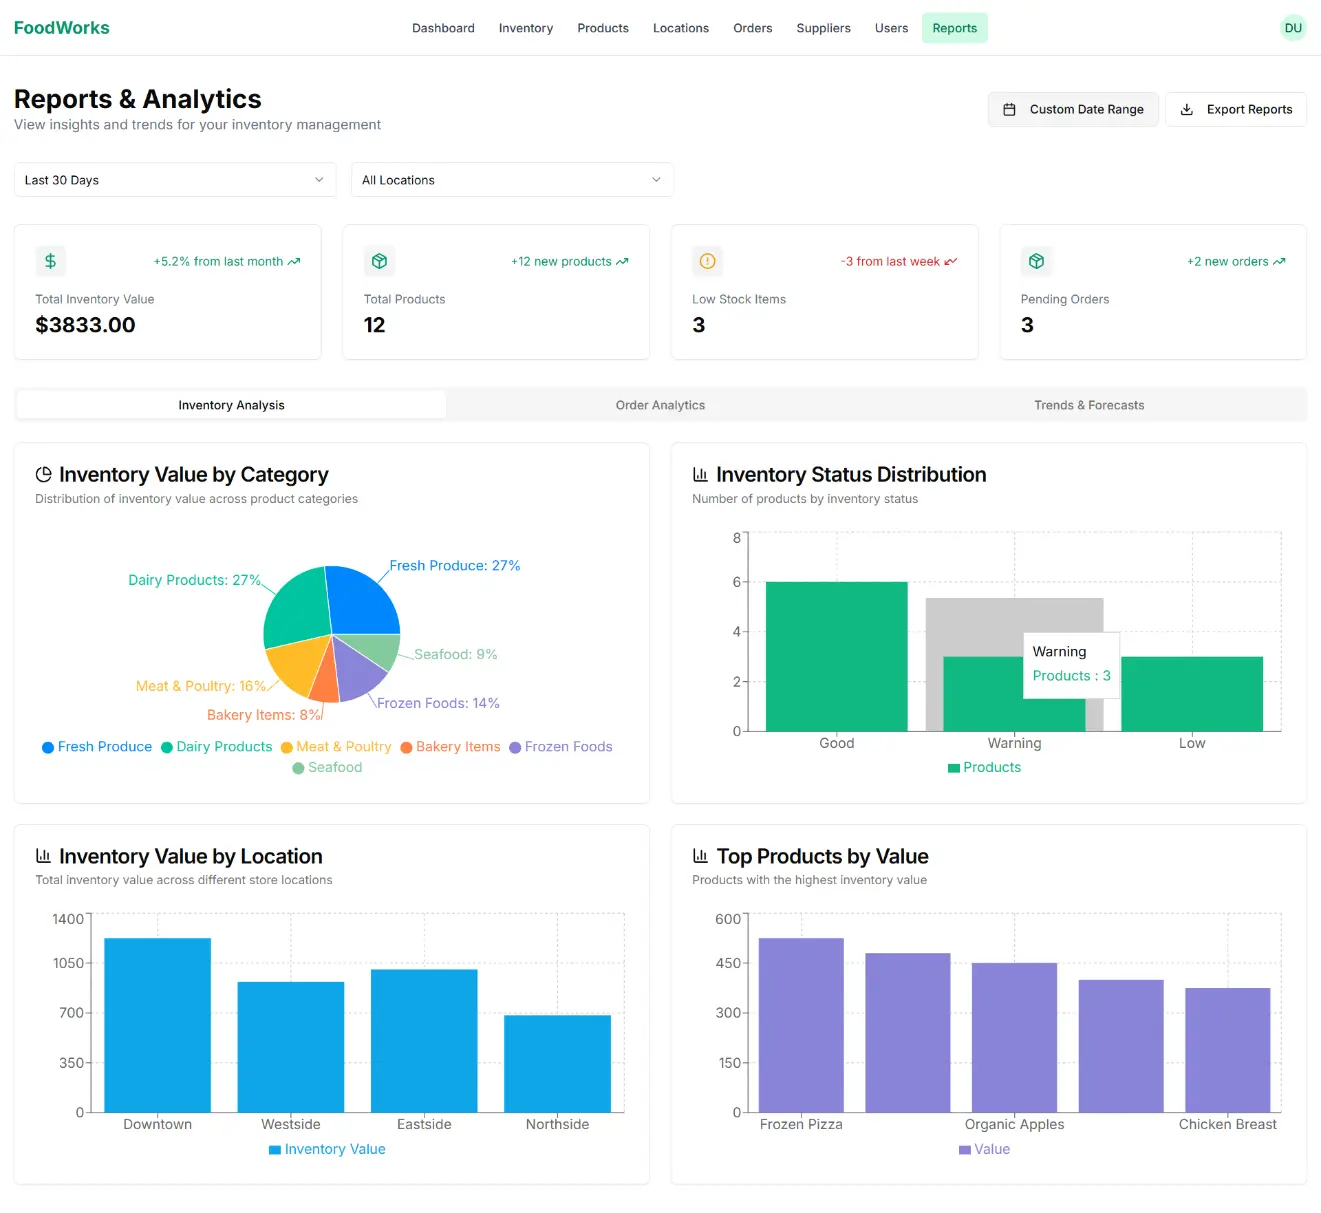 FoodWorks
Dashboard Inventory Products Locations Orders Suppliers Users Reports
DU
Reports & Analytics
View insights and trends for your inventory management
Custom Date Range
Export Reports
Last 30 Days
All Locations
+5.2% from last month
Total Inventory Value
$3833.00
+12 new products
Total Products
12
-3 from last week
Low Stock Items
3
+2 new orders
Pending Orders
3
Inventory Analysis
Order Analytics
Trends & Forecasts
Inventory Value by Category
Distribution of inventory value across product categories
Fresh Produce: 27%
Dairy Products: 27%
Seafood: 9%
Meat & Poultry: 16%
Frozen Foods: 14%
Bakery Items: 8%
Fresh Produce Dairy Products Meat & Poultry Bakery Items Frozen Foods
Seafood
Inventory Status Distribution
Number of products by inventory status
8
6
4
2
0
Warning
Products : 3
Good Warning Low
Products
Inventory Value by Location
Total inventory value across different store locations
1400
1050
700
350
0
Downtown Westside Eastside Northside
Inventory Value
Top Products by Value
Products with the highest inventory value
600
450
300
150
0
Frozen Pizza Organic Apples Chicken Breast
Value